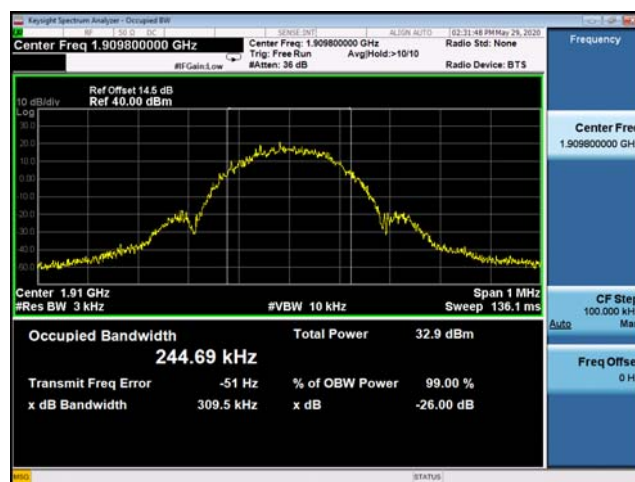 Keysight Spectrum Analyzer - Occupied BW
RF 50 Ω DC SENSE:INT ALIGN AUTO 02:31:48 PM May 29, 2020
Center Freq 1.909800000 GHz
Center Freq: 1.909800000 GHz
Radio Std: None
Trig: Free Run Avg|Hold:>10/10
#IFGain:Low #Atten: 36 dB Radio Device: BTS
Frequency
Ref Offset 14.5 dB
10 dB/div Ref 40.00 dBm
Log
30.0
20.0
10.0
0.00
-10.0
-20.0
-30.0
-40.0
-50.0
Center 1.91 GHz Span 1 MHz
#Res BW 3 kHz #VBW 10 kHz Sweep 136.1 ms
Occupied Bandwidth Total Power 32.9 dBm
244.69 kHz
Transmit Freq Error -51 Hz % of OBW Power 99.00 %
x dB Bandwidth 309.5 kHz x dB -26.00 dB
Center Freq
1.909800000 GH
CF Step
100.000 kH
Auto Ma
Freq Offse
0 H
MSG STATUS